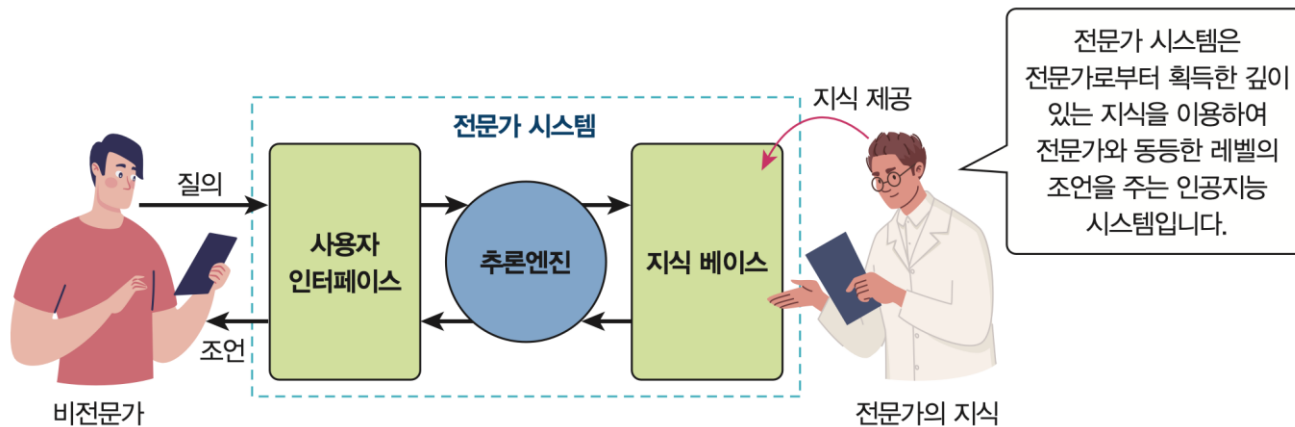 전문가 시스템은
전문가로부터 획득한 깊이
있는 지식을 이용하여
전문가와 동등한 레벨의
조언을 주는 인공지능
시스템입니다.
지식 제공
전문가 시스템
질의
사용자
인터페이스
추론엔진
지식 베이스
조언
비전문가
전문가의 지식